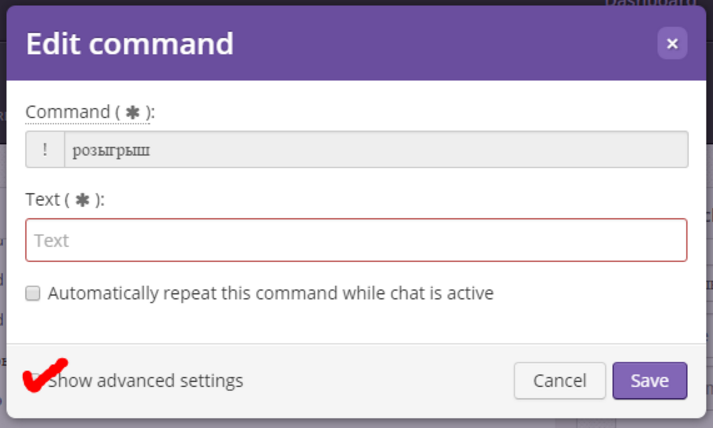 Dashboard
Edit command
×
Command ( ✱ ):
! розыгрыш
Text ( ✱ ):
Text
Automatically repeat this command while chat is active
Show advanced settings
Cancel
Save